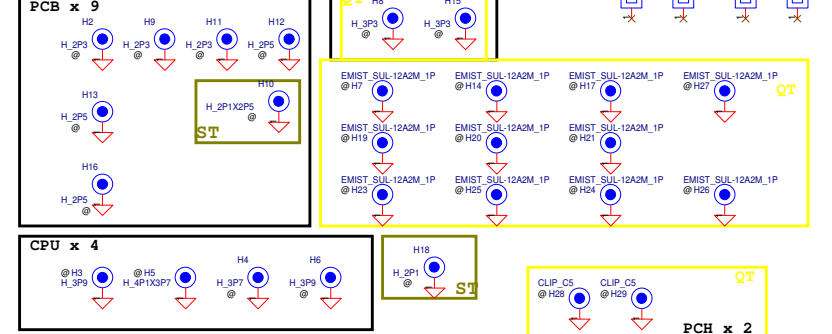 PCB x 9
H2
H9
H11
H12
H_2P3
H_2P3
H_2P3
H_2P5
@
@
@
@
H13
H_2P5
@
H10
H_2P1X2P5
@
ST
H16
H_2P5
@
H8
H15
H_3P3
H_3P3
@
@
EMIST_SUL-12A2M_1P
EMIST_SUL-12A2M_1P
EMIST_SUL-12A2M_1P
EMIST_SUL-12A2M_1P
@ H7
@ H14
@ H17
@ H27
QT
EMIST_SUL-12A2M_1P
EMIST_SUL-12A2M_1P
EMIST_SUL-12A2M_1P
@ H19
@ H20
@ H21
EMIST_SUL-12A2M_1P
EMIST_SUL-12A2M_1P
EMIST_SUL-12A2M_1P
EMIST_SUL-12A2M_1P
@ H23
@ H25
@ H24
@ H26
CPU x 4
@ H3
H_3P9
@ H5
H_4P1X3P7
H4
H_3P7
@
H6
H_3P9
@
H18
H_2P1
@
ST
QT
CLIP_C5
CLIP_C5
@ H28
@ H29
PCH x 2